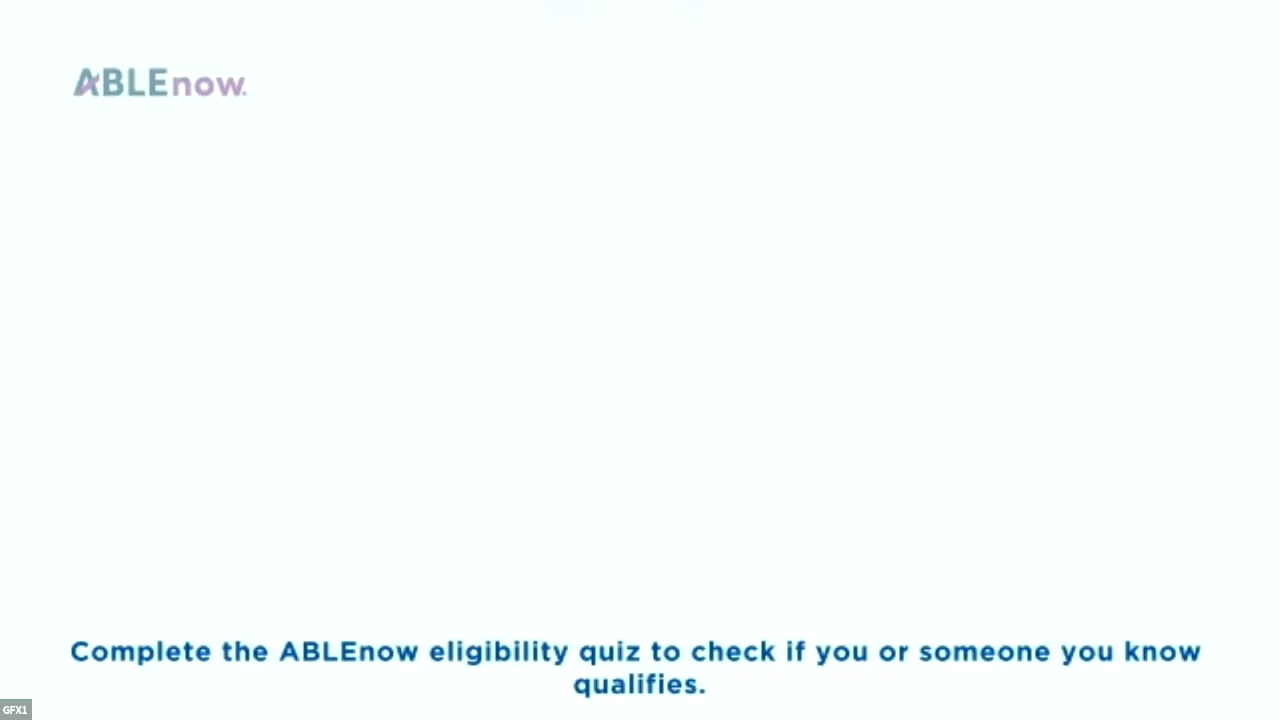 ABLEnow.
Complete the ABLEnow eligibility quiz to check if you or someone you know
qualifies.
GFX1